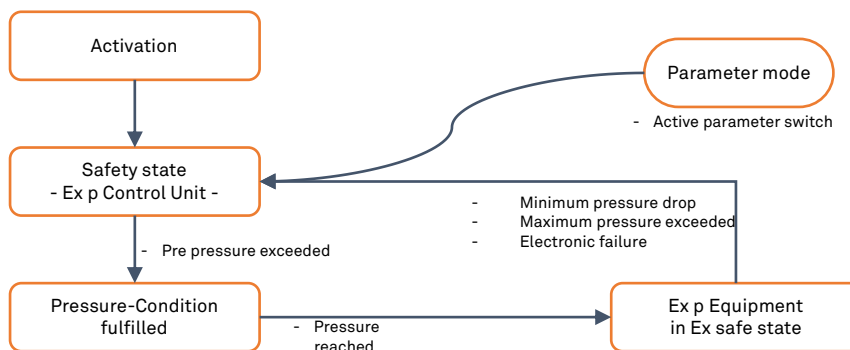 Activation
Parameter mode
- Active parameter switch
Safety state
- Ex p Control Unit -
- Minimum pressure drop
- Maximum pressure exceeded
- Electronic failure
- Pre pressure exceeded
Pressure-Condition
fulfilled
- Pressure
reached
Ex p Equipment
in Ex safe state